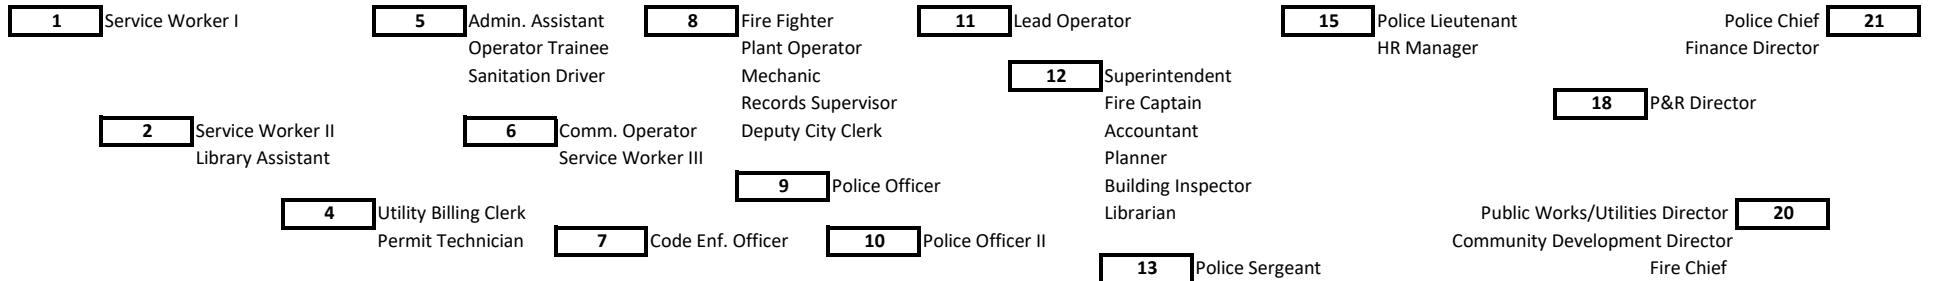 1 Service Worker I
2 Service Worker II
Library Assistant
4 Utility Billing Clerk
Permit Technician
5 Admin. Assistant
Operator Trainee
Sanitation Driver
6 Comm. Operator
Service Worker III
7 Code Enf. Officer
8 Fire Fighter
Plant Operator
Mechanic
Records Supervisor
Deputy City Clerk
9 Police Officer
10 Police Officer II
11 Lead Operator
12 Superintendent
Fire Captain
Accountant
Planner
Building Inspector
Librarian
13 Police Sergeant
15 Police Lieutenant
HR Manager
18 P&R Director
Public Works/Utilities Director 20
Community Development Director
Fire Chief
Police Chief 21
Finance Director